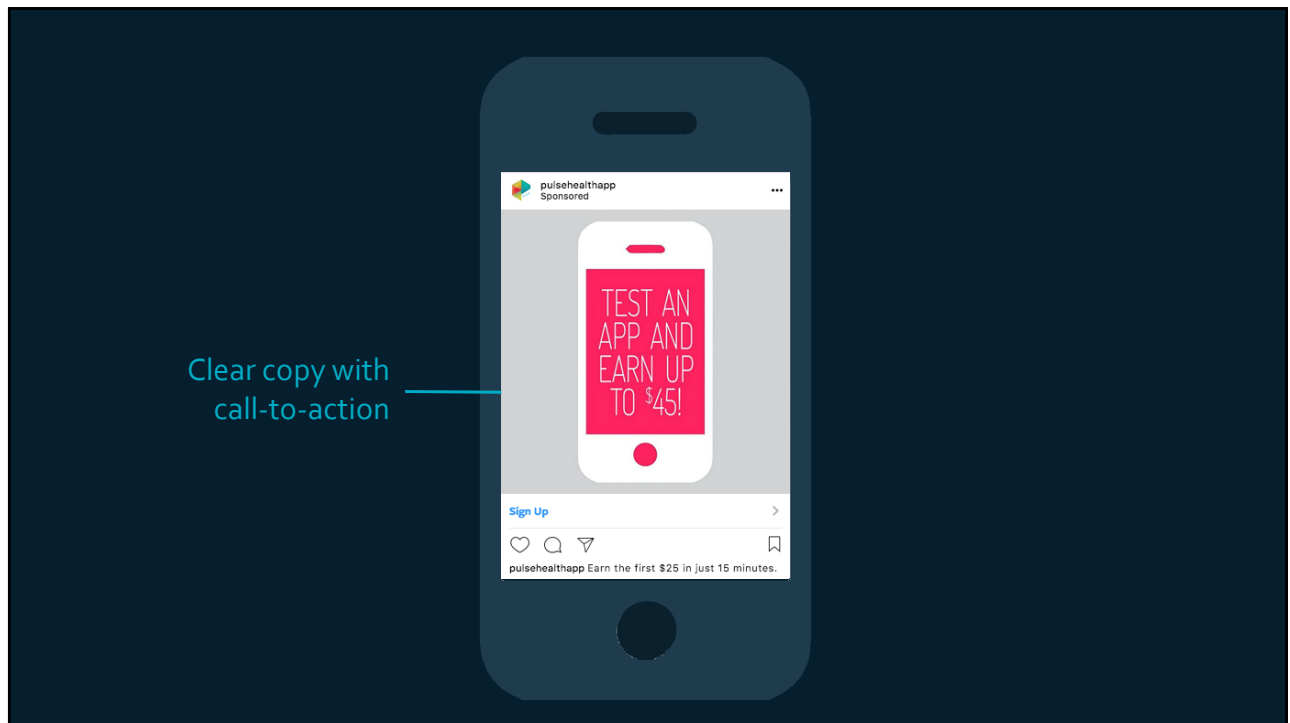 pulsehealthapp
Sponsored
TEST AN
APP AND
EARN UP
TO $45!
Clear copy with
call-to-action
Sign Up
pulsehealthapp Earn the first $25 in just 15 minutes.